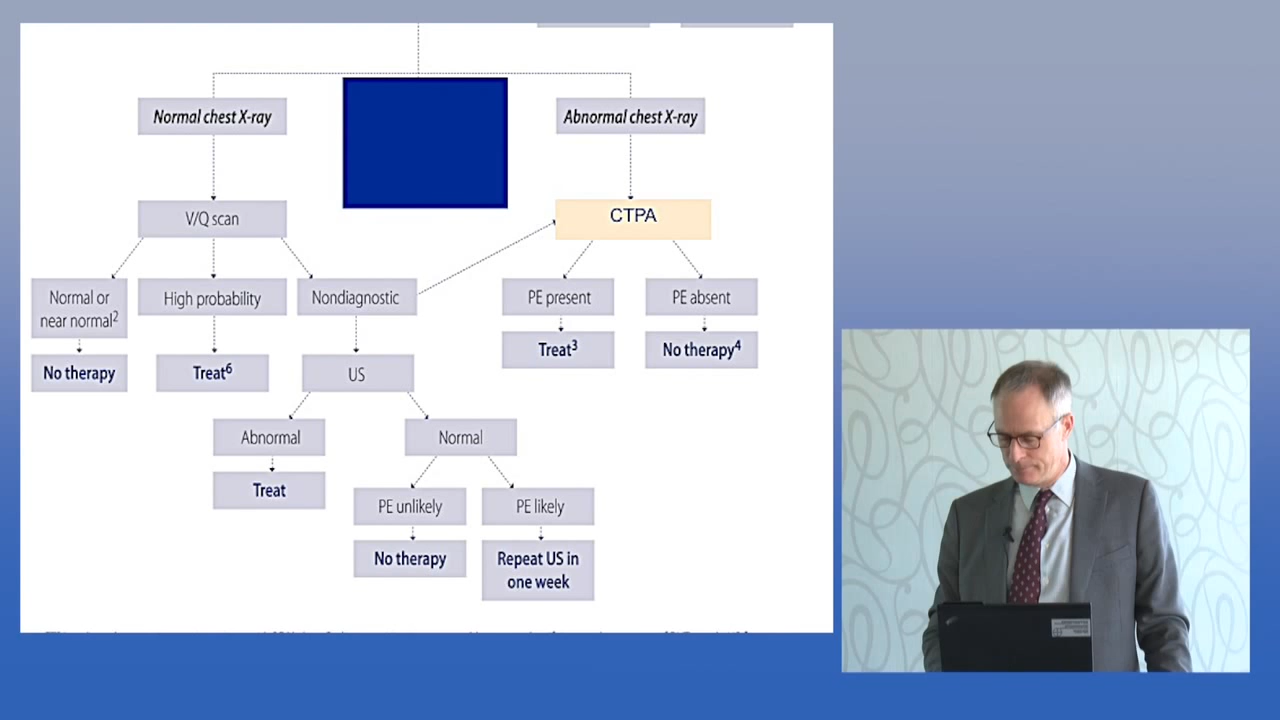 Normal chest X-ray
Abnormal chest X-ray
V/Q scan
CTPA
Normal or
near normal²
High probability
Nondiagnostic
PE present
PE absent
No therapy
Treat⁶
US
Treat³
No therapy⁴
Abnormal
Normal
Treat
PE unlikely
PE likely
No therapy
Repeat US in
one week